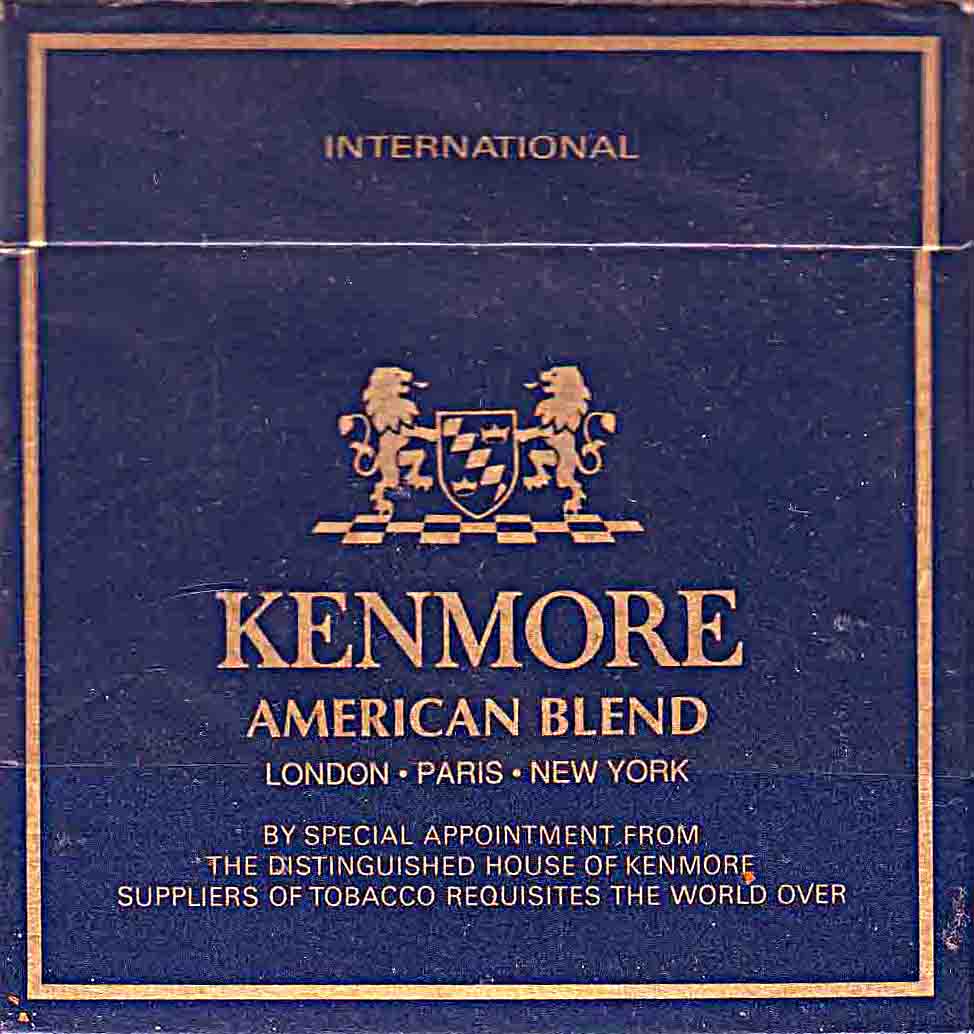 INTERNATIONAL
KENMORE
AMERICAN BLEND
LONDON • PARIS • NEW YORK
BY SPECIAL APPOINTMENT FROM
THE DISTINGUISHED HOUSE OF KENMORE
SUPPLIERS OF TOBACCO REQUISITES THE WORLD OVER